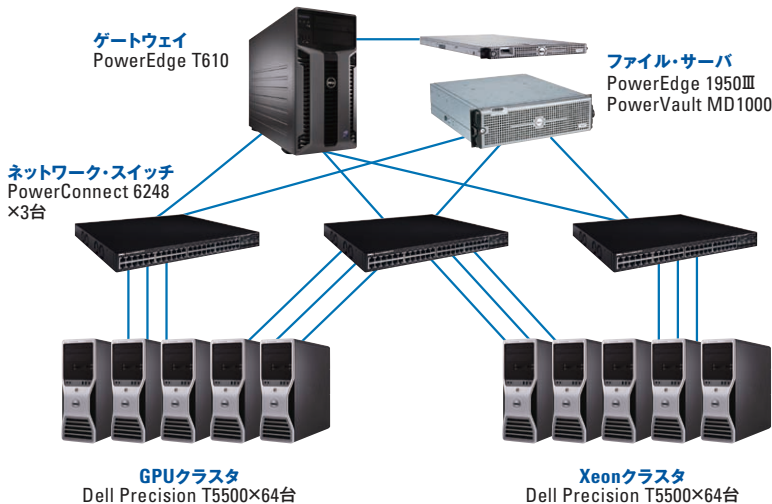 ゲートウェイ
PowerEdge T610
ファイル・サーバ
PowerEdge 1950Ⅲ
PowerVault MD1000
ネットワーク・スイッチ
PowerConnect 6248
×3台
GPUクラスタ
Dell Precision T5500×64台
Xeonクラスタ
Dell Precision T5500×64台